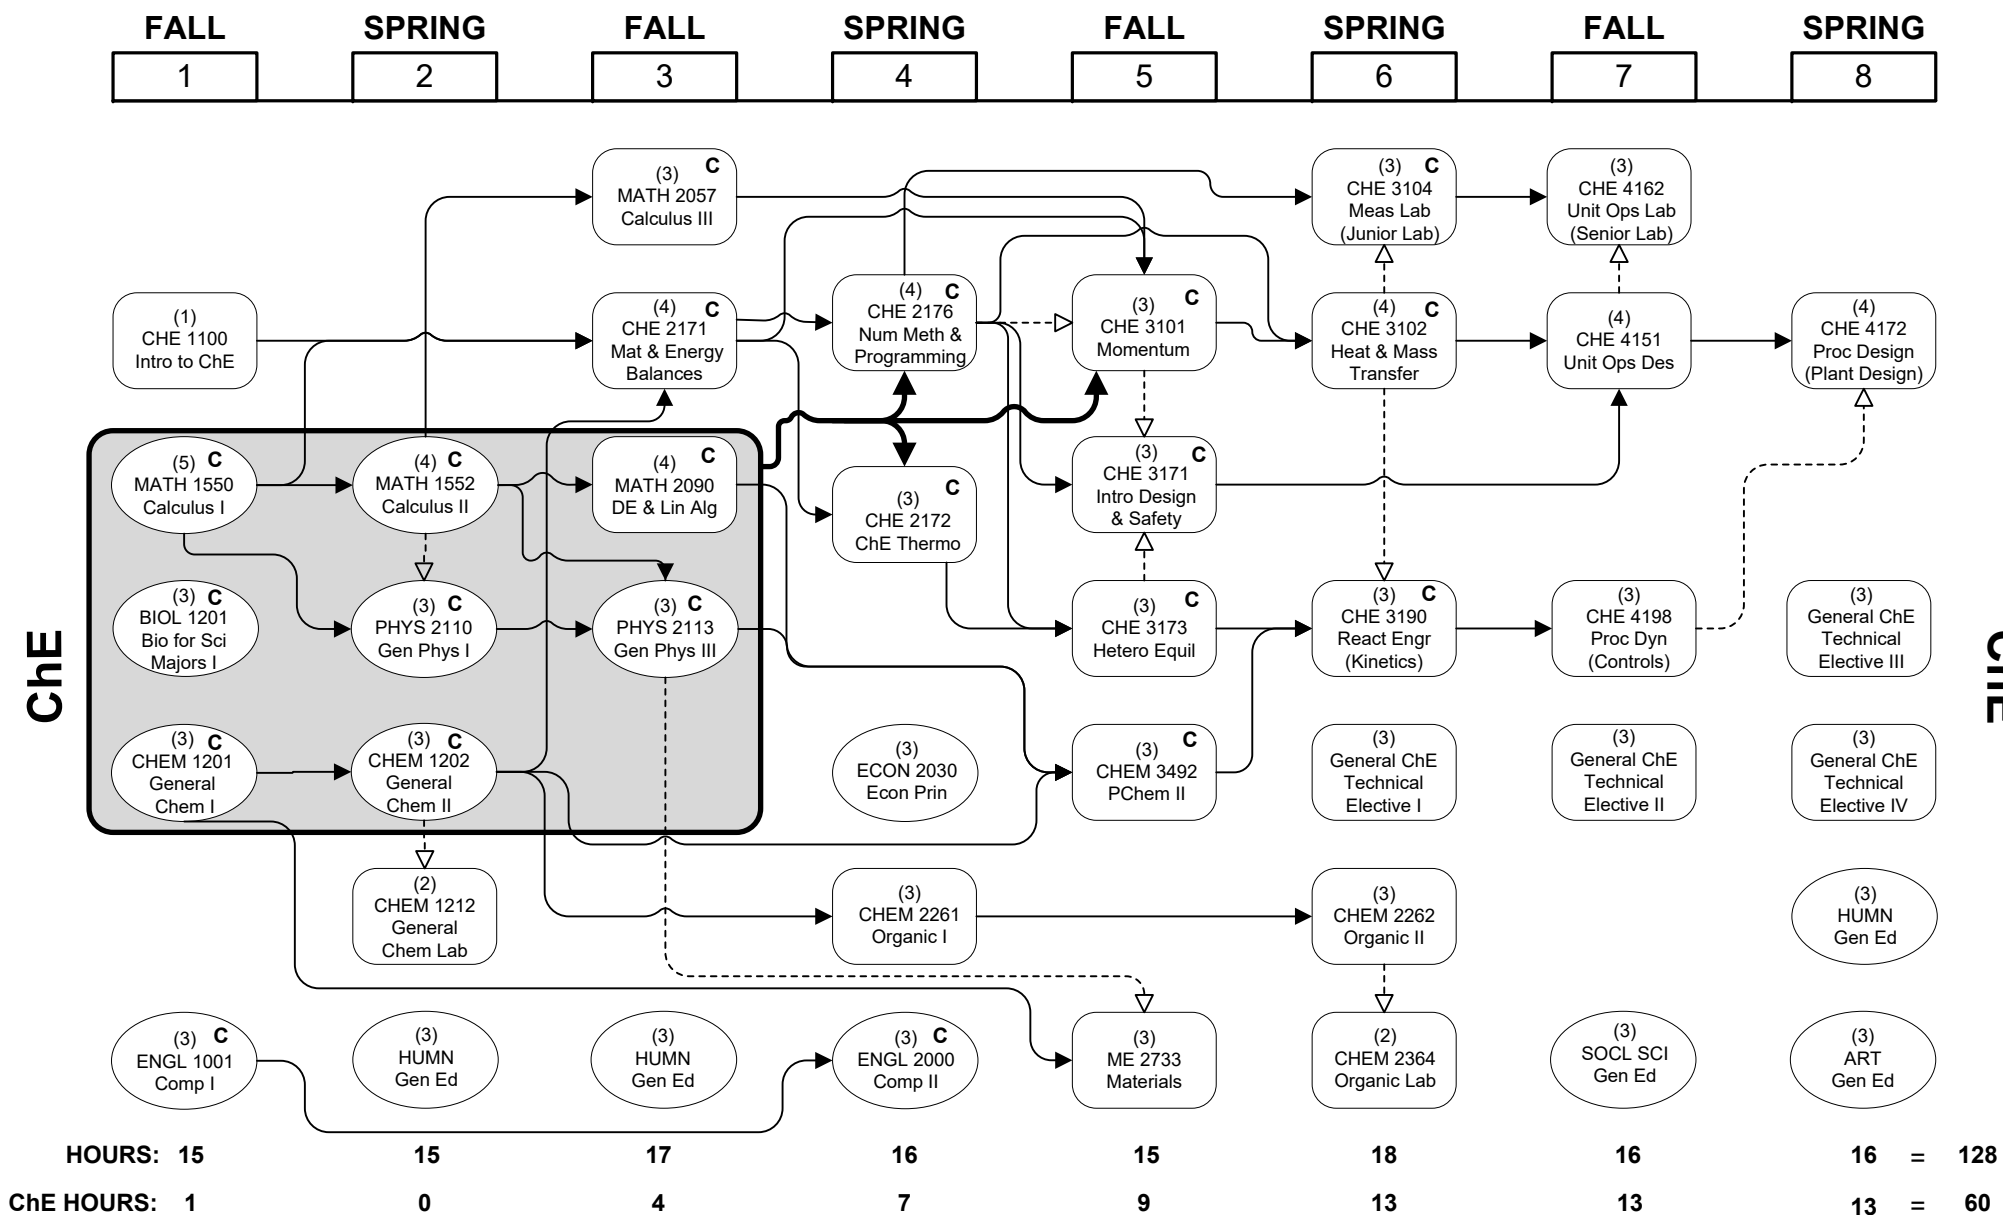 FALL SPRING FALL SPRING FALL SPRING FALL SPRING
1 2 3 4 5 6 7 8
(3) C
MATH 2057
Calculus III
(3) C
CHE 3104
Meas Lab
(Junior Lab)
(3)
CHE 4162
Unit Ops Lab
(Senior Lab)
(1)
CHE 1100
Intro to ChE
(4) C
CHE 2171
Mat & Energy
Balances
(4) C
CHE 2176
Num Meth &
Programming
(3) C
CHE 3101
Momentum
(4) C
CHE 3102
Heat & Mass
Transfer
(4)
CHE 4151
Unit Ops Des
(4)
CHE 4172
Proc Design
(Plant Design)
(5) C
MATH 1550
Calculus I
(4) C
MATH 1552
Calculus II
(4) C
MATH 2090
DE & Lin Alg
(3) C
CHE 2172
ChE Thermo
(3) C
CHE 3171
Intro Design
& Safety
ChE
(3) C
BIOL 1201
Bio for Sci
Majors I
(3) C
PHYS 2110
Gen Phys I
(3) C
PHYS 2113
Gen Phys III
(3) C
CHE 3173
Hetero Equil
(3) C
CHE 3190
React Engr
(Kinetics)
(3)
CHE 4198
Proc Dyn
(Controls)
(3)
General ChE
Technical
Elective III
ChE
(3) C
CHEM 1201
General
Chem I
(3) C
CHEM 1202
General
Chem II
(3)
ECON 2030
Econ Prin
(3) C
CHEM 3492
PChem II
(3)
General ChE
Technical
Elective I
(3)
General ChE
Technical
Elective II
(3)
General ChE
Technical
Elective IV
(2)
CHEM 1212
General
Chem Lab
(3)
CHEM 2261
Organic I
(3)
CHEM 2262
Organic II
(3)
HUMN
Gen Ed
(3) C
ENGL 1001
Comp I
(3)
HUMN
Gen Ed
(3)
HUMN
Gen Ed
(3) C
ENGL 2000
Comp II
(3)
ME 2733
Materials
(2)
CHEM 2364
Organic Lab
(3)
SOCL SCI
Gen Ed
(3)
ART
Gen Ed
HOURS: 15 15 17 16 15 18 16 16 = 128
ChE HOURS: 1 0 4 7 9 13 13 13 = 60